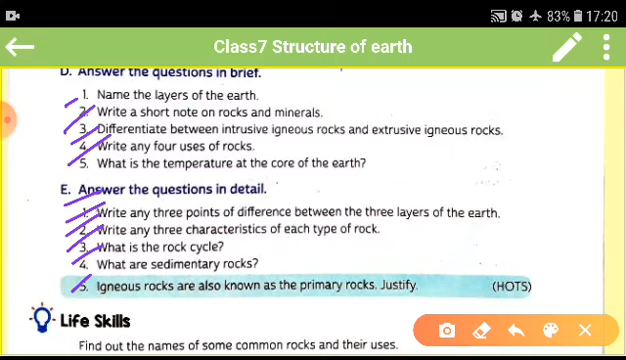 83% 17:20
Class7 Structure of earth
D. Answer the questions in brief.
1. Name the layers of the earth.
2. Write a short note on rocks and minerals.
3. Differentiate between intrusive igneous rocks and extrusive igneous rocks.
4. Write any four uses of rocks.
5. What is the temperature at the core of the earth?
E. Answer the questions in detail.
1. Write any three points of difference between the three layers of the earth.
2. Write any three characteristics of each type of rock.
3. What is the rock cycle?
4. What are sedimentary rocks?
5. Igneous rocks are also known as the primary rocks. Justify. (HOTS)
Life Skills
Find out the names of some common rocks and their uses.